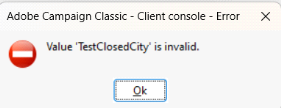 Adobe Campaign Classic - Client console - Error
Value 'TestClosedCity' is invalid.
Ok